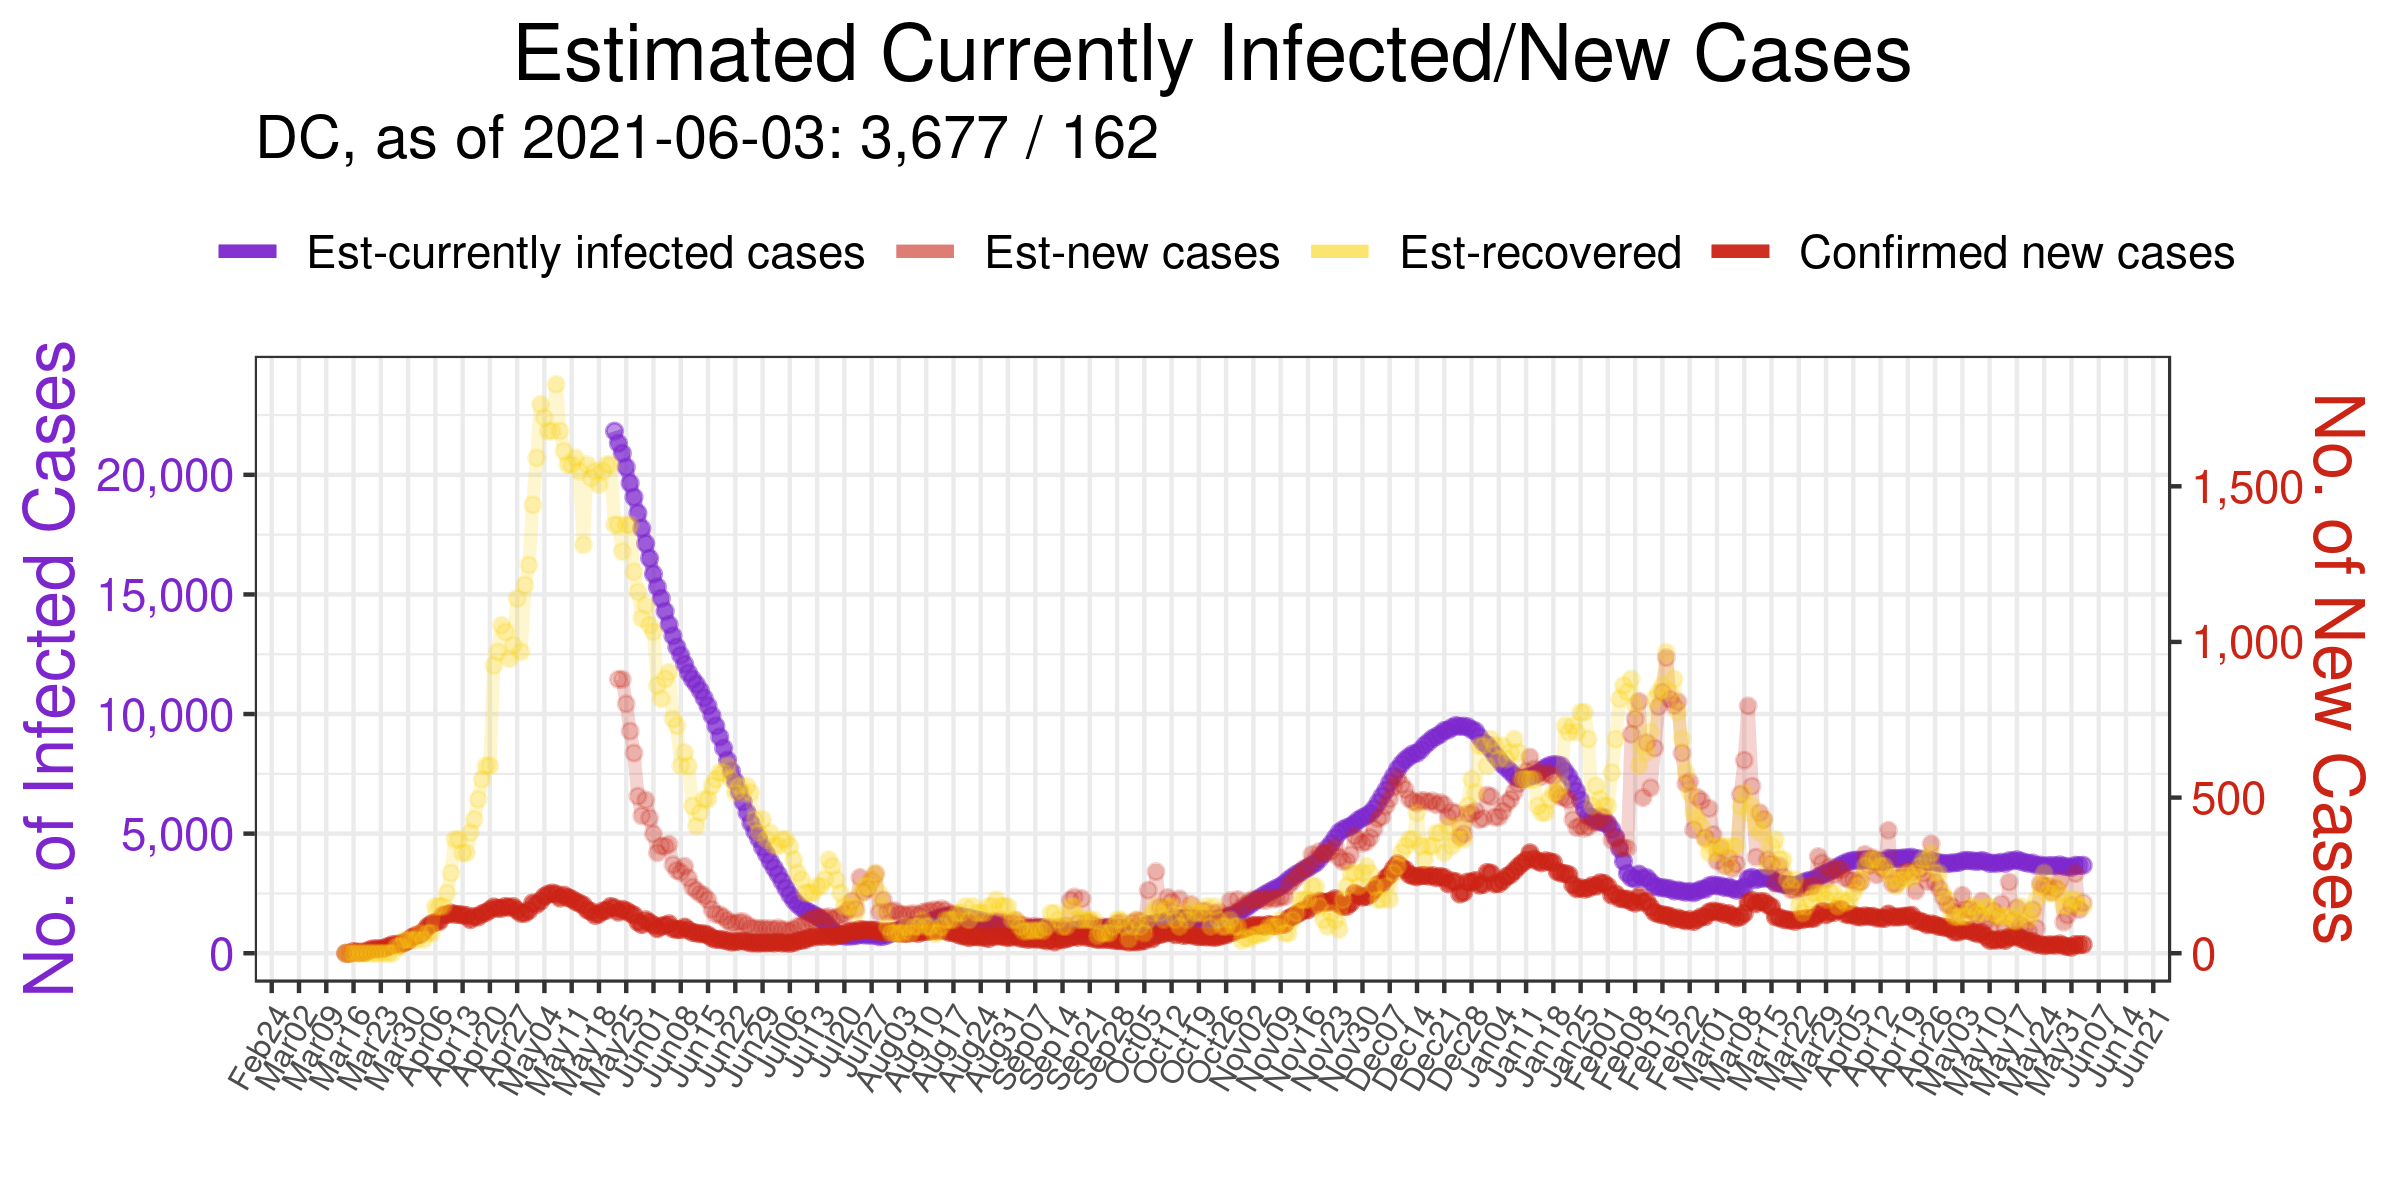 Estimated Currently Infected/New Cases
DC, as of 2021-06-03: 3,677 / 162
Est-currently infected cases
Est-new cases
Est-recovered
Confirmed new cases
No. of Infected Cases
20,000
15,000
10,000
5,000
0
1,500
1,000
500
0
No. of New Cases
Feb24
Mar02
Mar09
Mar16
Mar23
Mar30
Apr06
Apr13
Apr20
Apr27
May04
May11
May18
May25
Jun01
Jun08
Jun15
Jun22
Jun29
Jul06
Jul13
Jul20
Jul27
Aug03
Aug10
Aug17
Aug24
Aug31
Sep07
Sep14
Sep21
Sep28
Oct05
Oct12
Oct19
Oct26
Nov02
Nov09
Nov16
Nov23
Nov30
Dec07
Dec14
Dec21
Dec28
Jan04
Jan11
Jan18
Jan25
Feb01
Feb08
Feb15
Feb22
Mar01
Mar08
Mar15
Mar22
Mar29
Apr05
Apr12
Apr19
Apr26
May03
May10
May17
May24
May31
Jun07
Jun14
Jun21